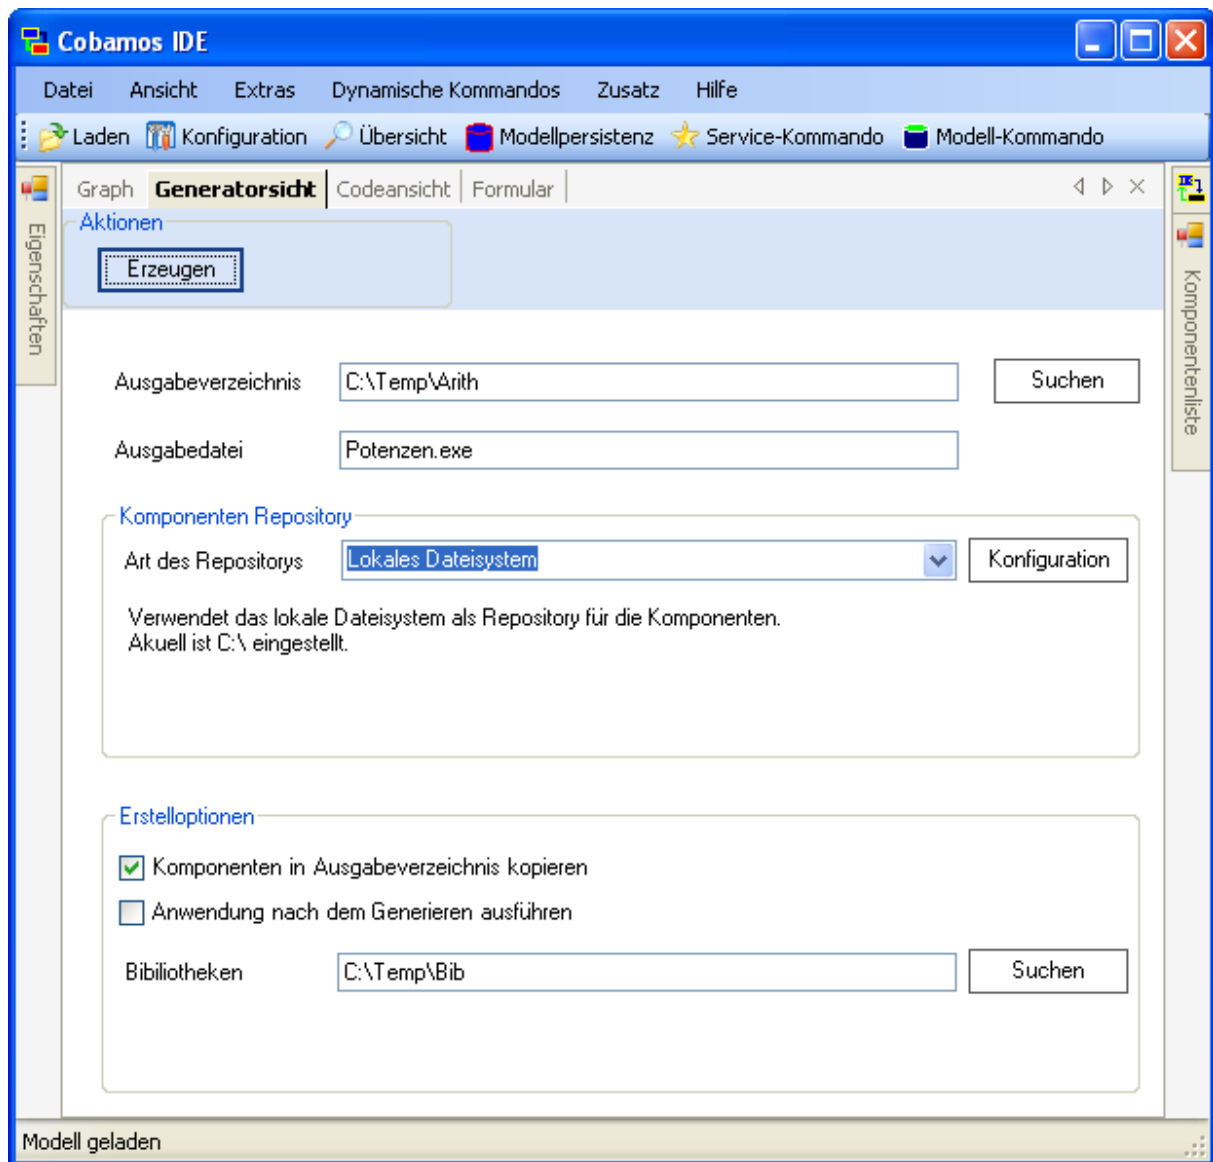 Cobamos IDE
Datei Ansicht Extras Dynamische Kommandos Zusatz Hilfe
Laden Konfiguration Übersicht Modellpersistenz Service-Kommando Modell-Kommando
Eigenschaften
Graph Generatorsicht Codeansicht Formular
Aktionen
Erzeugen
Ausgabeverzeichnis C:\Temp\Arith Suchen
Ausgabedatei Potenzen.exe
Komponenten Repository
Art des Repositorys Lokales Dateisystem Konfiguration
Verwendet das lokale Dateisystem als Repository für die Komponenten.
Akuell ist C:\ eingestellt.
Erstelloptionen
Komponenten in Ausgabeverzeichnis kopieren
Anwendung nach dem Generieren ausführen
Bibiliotheken C:\Temp\Bib Suchen
Komponentenliste
Modell geladen